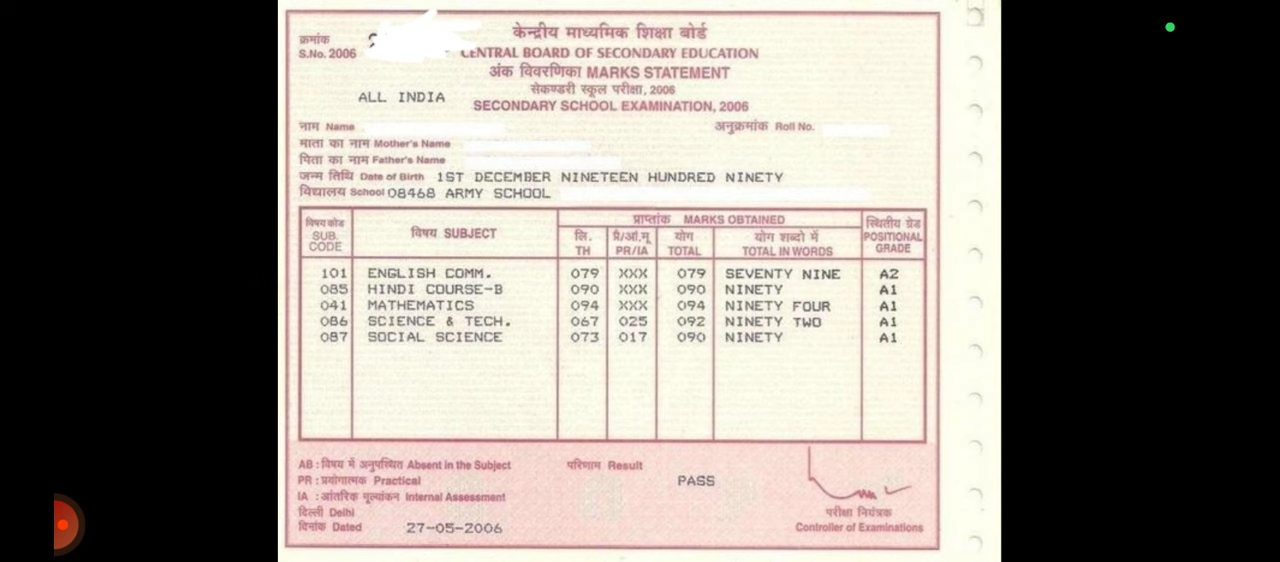 क्रमांक
S.No. 2006
केन्द्रीय माध्यमिक शिक्षा बोर्ड
CENTRAL BOARD OF SECONDARY EDUCATION
अंक विवरणिका MARKS STATEMENT
सेकण्डरी स्कूल परीक्षा, 2006
ALL INDIA
SECONDARY SCHOOL EXAMINATION, 2006
नाम Name अनुक्रमांक Roll No.
माता का नाम Mother's Name
पिता का नाम Father's Name
जन्म तिथि Date of Birth 1ST DECEMBER NINETEEN HUNDRED NINETY
विद्यालय School 08468 ARMY SCHOOL
विषय कोड SUB. CODE
विषय SUBJECT
प्राप्तांक MARKS OBTAINED
लि. TH
प्रै/आं.मू PR/IA
योग TOTAL
योग शब्दो में TOTAL IN WORDS
स्थितीय ग्रेड POSITIONAL GRADE
101 ENGLISH COMM. 079 XXX 079 SEVENTY NINE A2
085 HINDI COURSE-B 090 XXX 090 NINETY A1
041 MATHEMATICS 094 XXX 094 NINETY FOUR A1
086 SCIENCE & TECH. 067 025 092 NINETY TWO A1
087 SOCIAL SCIENCE 073 017 090 NINETY A1
AB : विषय में अनुपस्थित Absent in the Subject परिणाम Result
PR : प्रयोगात्मक Practical PASS
IA : आंतरिक मूल्यांकन Internal Assessment
दिल्ली Delhi परीक्षा नियंत्रक
दिनांक Dated 27-05-2006 Controller of Examinations